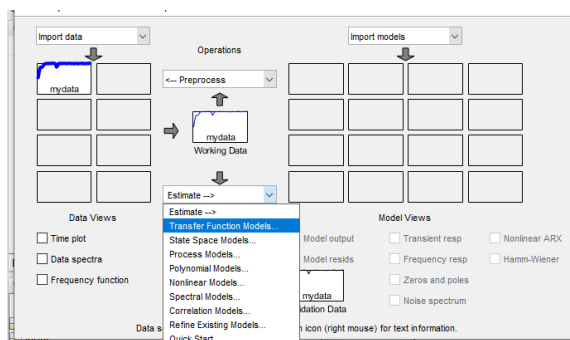 Import data
Import models
Operations
<-- Preprocess
mydata
mydata
Working Data
Estimate -->
Estimate -->
Transfer Function Models...
State Space Models...
Process Models...
Polynomial Models...
Nonlinear Models...
Spectral Models...
Correlation Models...
Refine Existing Models...
Quick Start
Data Views
Time plot
Data spectra
Frequency function
Model Views
Model output
Transient resp
Nonlinear ARX
Model resids
Frequency resp
Hamm-Wiener
Zeros and poles
Noise spectrum
mydata
idation Data
Data s
n icon (right mouse) for text information.